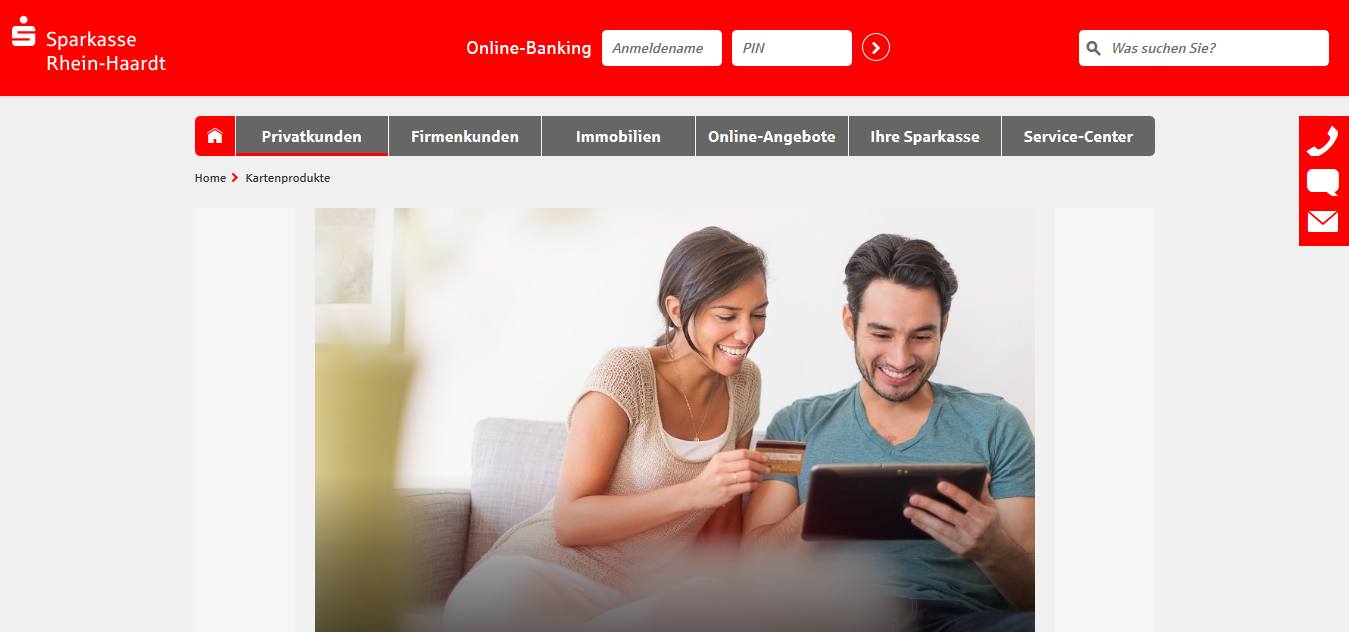 Sparkasse
Rhein-Haardt
Online-Banking Anmeldename PIN
Was suchen Sie?
Privatkunden Firmenkunden Immobilien Online-Angebote Ihre Sparkasse Service-Center
Home Kartenprodukte